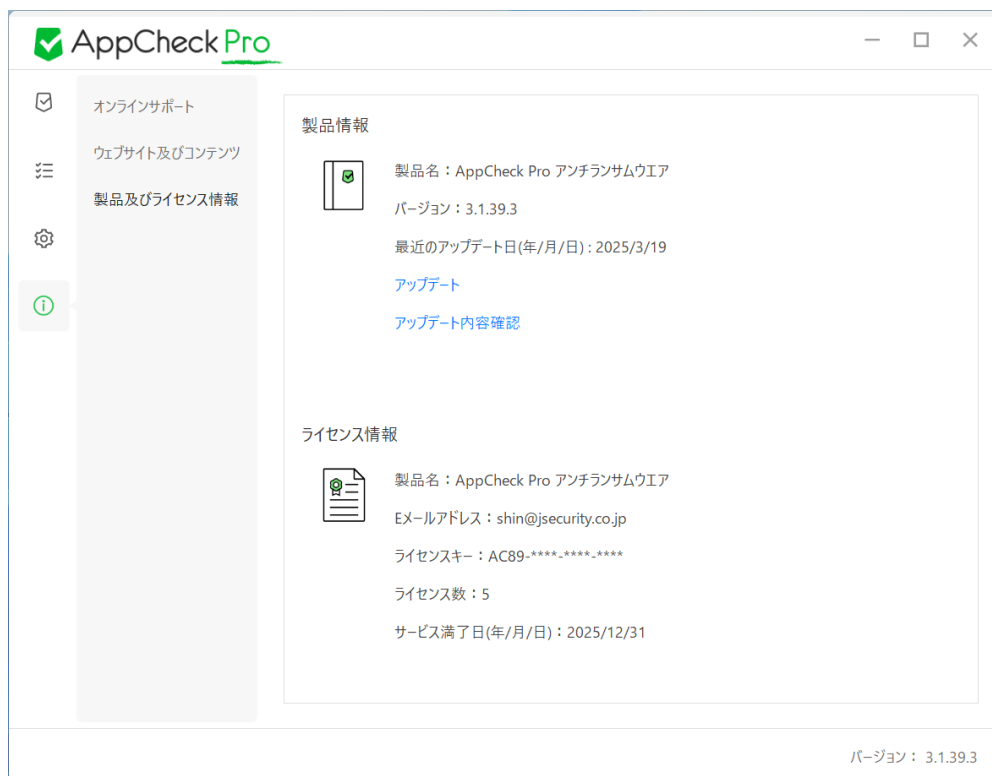 AppCheck Pro
オンラインサポート
ウェブサイト及びコンテンツ
製品及びライセンス情報
製品情報
製品名：AppCheck Pro アンチランサムウエア
バージョン：3.1.39.3
最近のアップデート日(年/月/日) : 2025/3/19
アップデート
アップデート内容確認
ライセンス情報
製品名：AppCheck Pro アンチランサムウエア
Eメールアドレス：shin@jsecurity.co.jp
ライセンスキー：AC89-****-****-****
ライセンス数：5
サービス満了日(年/月/日)：2025/12/31
バージョン： 3.1.39.3